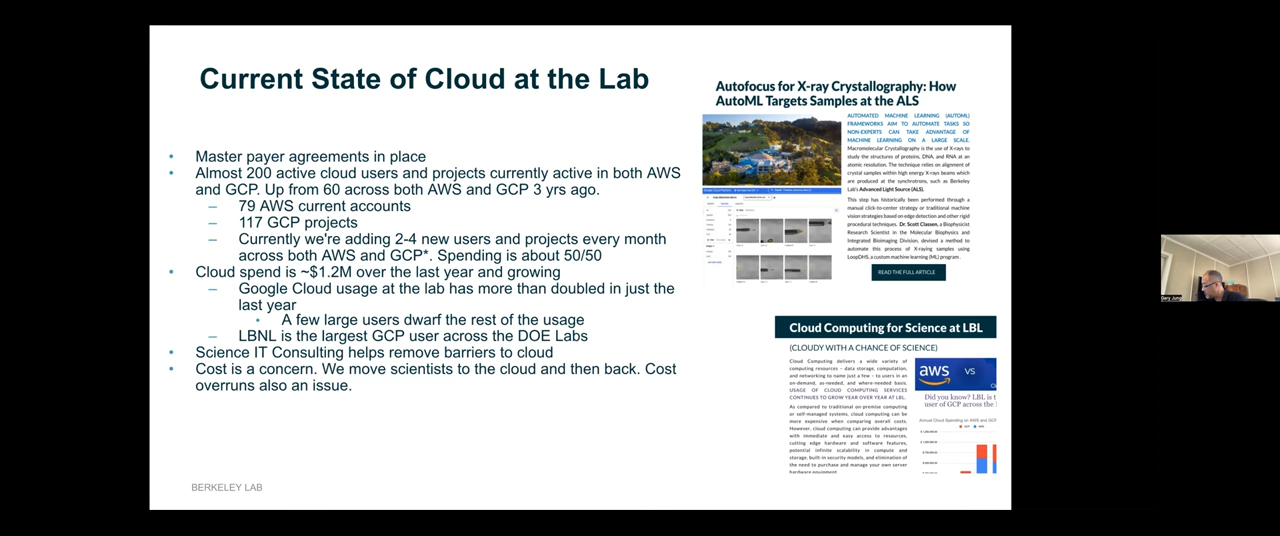 Current State of Cloud at the Lab
• Master payer agreements in place
• Almost 200 active cloud users and projects currently active in both AWS
and GCP. Up from 60 across both AWS and GCP 3 yrs ago.
– 79 AWS current accounts
– 117 GCP projects
– Currently we're adding 2-4 new users and projects every month
across both AWS and GCP*. Spending is about 50/50
• Cloud spend is ~$1.2M over the last year and growing
– Google Cloud usage at the lab has more than doubled in just the
last year
• A few large users dwarf the rest of the usage
– LBNL is the largest GCP user across the DOE Labs
• Science IT Consulting helps remove barriers to cloud
• Cost is a concern. We move scientists to the cloud and then back. Cost
overruns also an issue.
BERKELEY LAB
Autofocus for X-ray Crystallography: How
AutoML Targets Samples at the ALS
AUTOMATED MACHINE LEARNING (AUTOML)
FRAMEWORKS AIM TO AUTOMATE TASKS SO
NON-EXPERTS CAN TAKE ADVANTAGE OF
MACHINE LEARNING ON A LARGE SCALE.
Macromolecular Crystallography is the use of X-rays to
study the structures of proteins, DNA, and RNA at an
atomic resolution. The technique relies on alignment of
crystal samples within high energy X-ray beams which
are produced at the synchrotrons, such as Berkeley
Lab's Advanced Light Source (ALS).
This step has historically been performed through a
manual click-to-center strategy or traditional machine
vision strategies based on edge detection and other rigid
procedural techniques. Dr. Scott Classen, a Biophysicist
Research Scientist in the Molecular Biophysics and
Integrated Bioimaging Division, devised a method to
automate this process of X-raying samples using
LoopDHS, a custom machine learning (ML) program.
READ THE FULL ARTICLE
Cloud Computing for Science at LBL
(CLOUDY WITH A CHANCE OF SCIENCE)
Cloud Computing delivers a wide variety of
computing resources – data storage, computation,
and networking to name just a few – to users in an
on-demand, as-needed, and where-needed basis.
USAGE OF CLOUD COMPUTING SERVICES
CONTINUES TO GROW YEAR OVER YEAR AT LBL.
As compared to traditional on-premise computing
or self-managed systems, cloud computing can be
more expensive when comparing overall costs.
However, cloud computing can provide advantages
with immediate and easy access to resources,
cutting edge hardware and software features,
potential infinite scalability in compute and
storage, built-in security models, and elimination of
the need to purchase and manage your own server
hardware equipment.
aws VS
Did you know? LBL is t
user of GCP across the
Annual Cloud Spending on AWS and GCP
Gary Jung